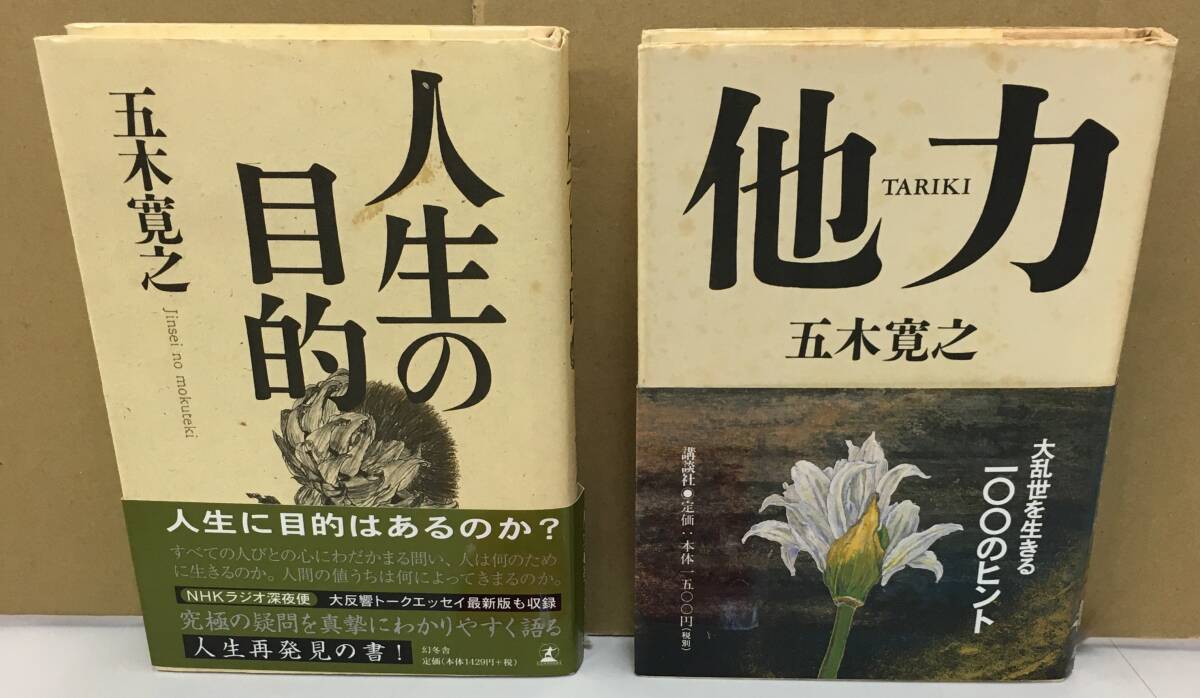 人生の
目的
五木寛之
Jinsei no mokuteki
人生に目的はあるのか?
すべての人びとの心にわだかまる問い、人は何のため
に生きるのか。人間の値うちは何によってきまるのか。
NHKラジオ深夜便 大反響トークエッセイ最新版も収録
究極の疑問を真摯にわかりやすく語る
人生再発見の書!
幻冬舎
定価(本体1429円+税)
他力
TARIKI
五木寛之
大乱世を生きる
一〇〇のヒント
講談社●定価:本体一五〇〇円(税別)